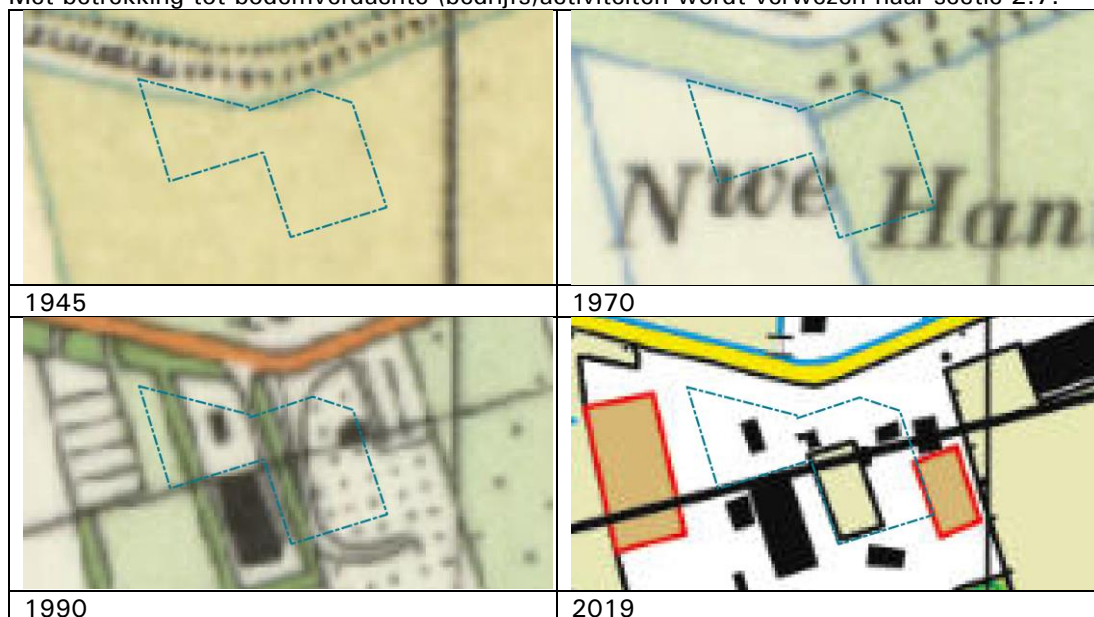 Met betrekking tot bodemverdachte (bedrijfs)activiteiten wordt verwezen naar sectie 2.7.
Nwe Han
1945
1970
1990
2019